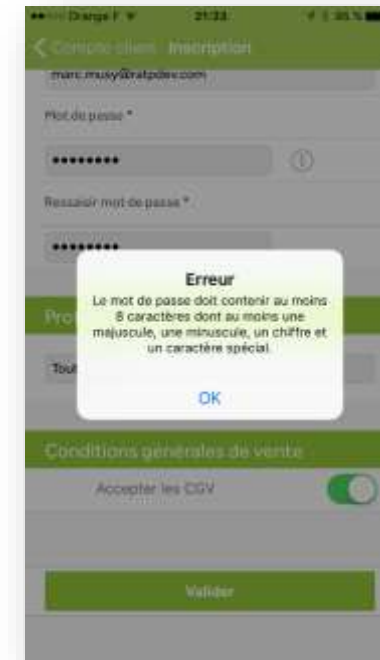 Orange F
21:33
95 %
Compte client Inscription
marc.musy@ratpdev.com
Mot de passe *
Ressaisir mot de passe *
Erreur
Le mot de passe doit contenir au moins
8 caractères dont au moins une
majuscule, une minuscule, un chiffre et
un caractère spécial.
OK
Tout
Conditions générales de vente
Accepter les CGV
Valider